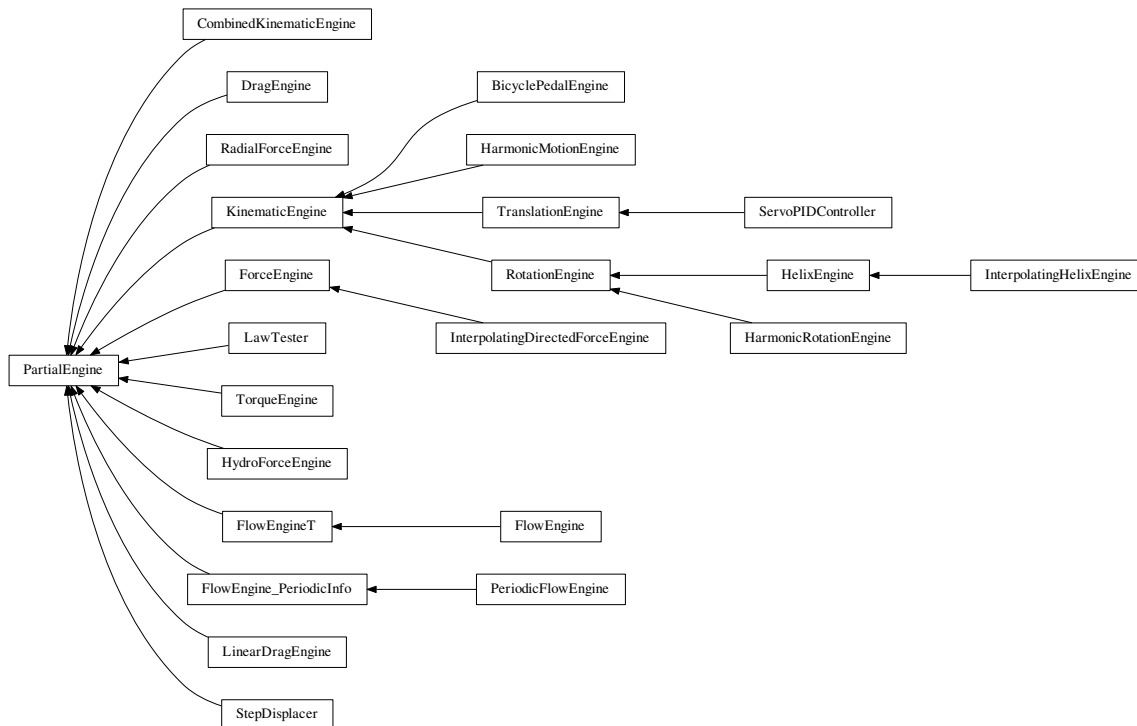 CombinedKinematicEngine
DragEngine
BicyclePedalEngine
RadialForceEngine
HarmonicMotionEngine
KinematicEngine
TranslationEngine
ServoPIDController
ForceEngine
RotationEngine
HelixEngine
InterpolatingHelixEngine
LawTester
InterpolatingDirectedForceEngine
HarmonicRotationEngine
PartialEngine
TorqueEngine
HydroForceEngine
FlowEngineT
FlowEngine
FlowEngine_PeriodicInfo
PeriodicFlowEngine
LinearDragEngine
StepDisplacer